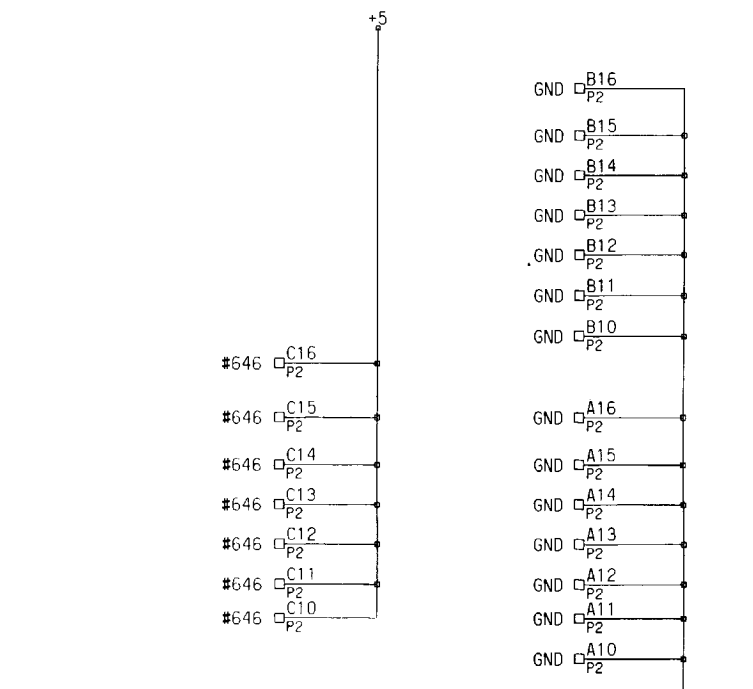 +5
GND B16
P2
GND B15
P2
GND B14
P2
GND B13
P2
GND B12
P2
GND B11
P2
GND B10
P2
#646 C16
P2
#646 C15
P2
#646 C14
P2
#646 C13
P2
#646 C12
P2
#646 C11
P2
#646 C10
P2
GND A16
P2
GND A15
P2
GND A14
P2
GND A13
P2
GND A12
P2
GND A11
P2
GND A10
P2